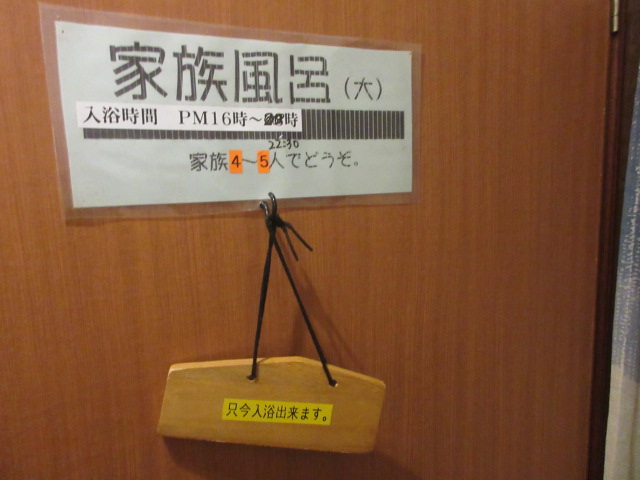 家族風呂（大）
入浴時間 PM16時～時
22:30
家族4～5人でどうぞ。
只今入浴出来ます。